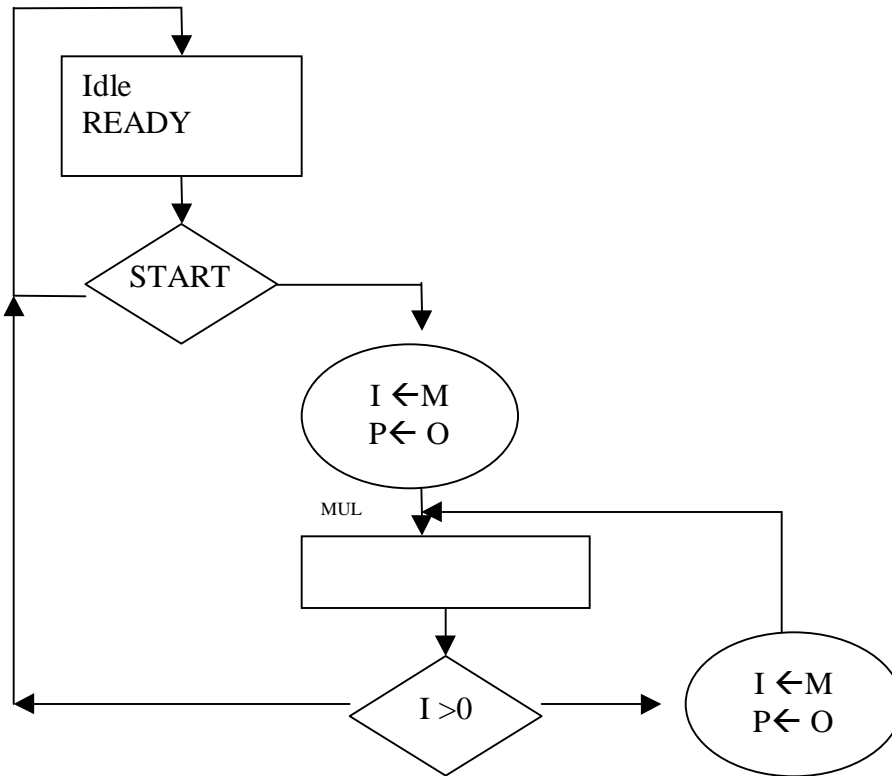 Idle
READY
START
I ←M
P← O
MUL
I >0
I ←M
P← O